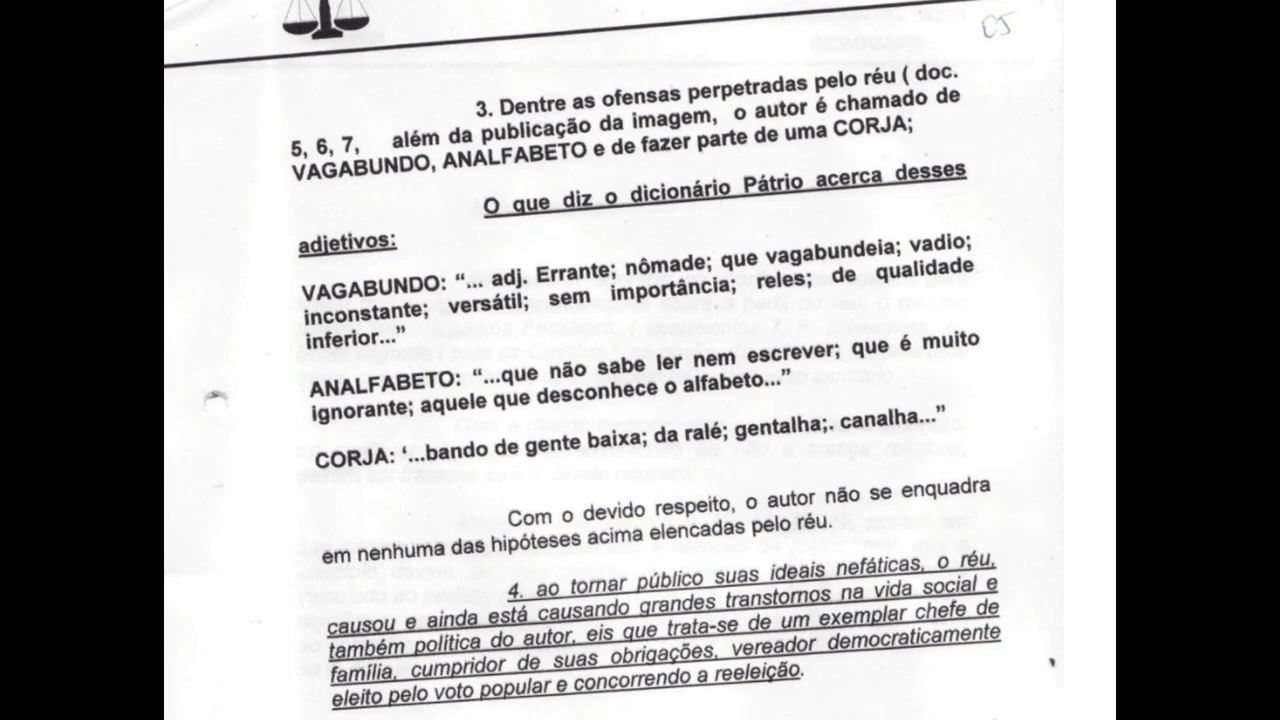 05
3. Dentre as ofensas perpetradas pelo réu ( doc.
5, 6, 7, além da publicação da imagem, o autor é chamado de
VAGABUNDO, ANALFABETO e de fazer parte de uma CORJA;
O que diz o dicionário Pátrio acerca desses
adjetivos:
VAGABUNDO: “... adj. Errante; nômade; que vagabundeia; vadio;
inconstante; versátil; sem importância; reles; de qualidade
inferior...”
ANALFABETO: “...que não sabe ler nem escrever; que é muito
ignorante; aquele que desconhece o alfabeto...”
CORJA: ‘...bando de gente baixa; da ralé; gentalha;. canalha...”
Com o devido respeito, o autor não se enquadra
em nenhuma das hipóteses acima elencadas pelo réu.
4. ao tornar público suas ideais nefáticas, o réu,
causou e ainda está causando grandes transtornos na vida social e
também política do autor, eis que trata-se de um exemplar chefe de
família, cumpridor de suas obrigações, vereador democraticamente
eleito pelo voto popular e concorrendo a reeleição.